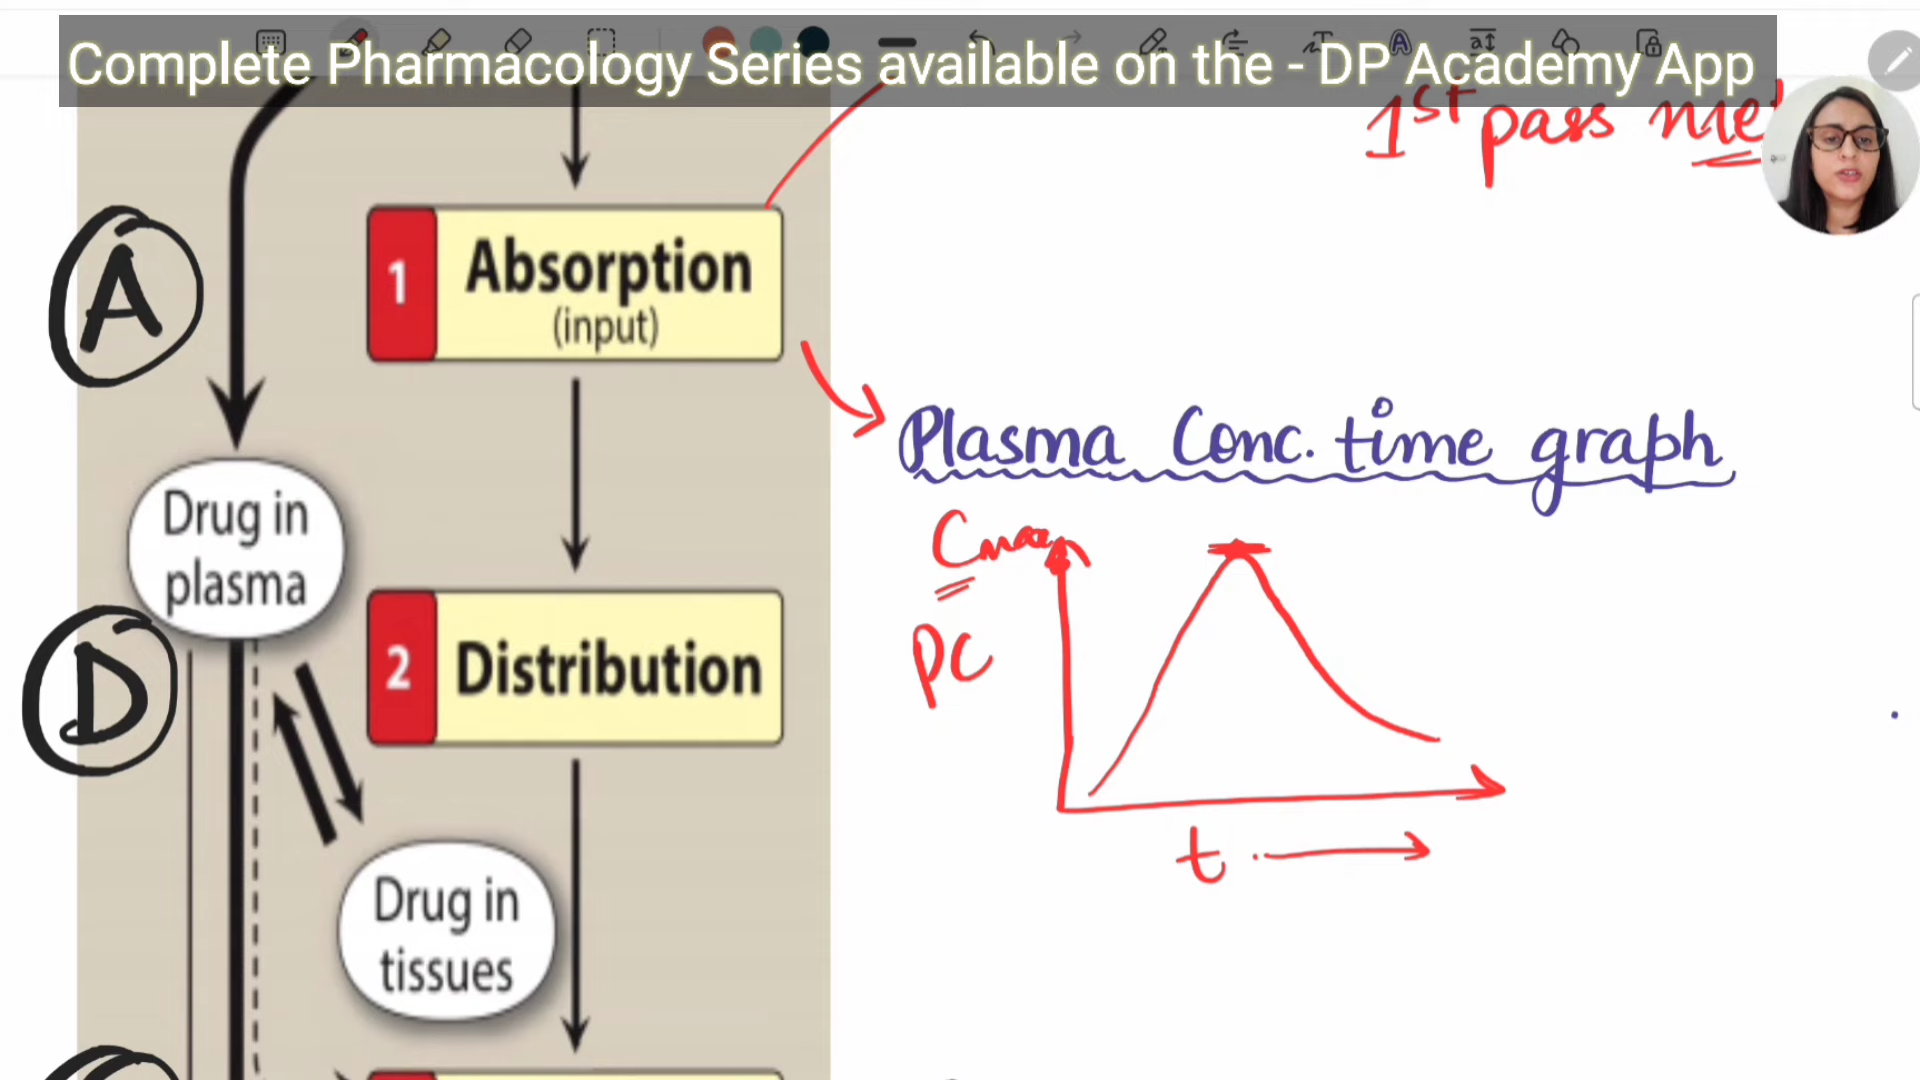 Complete Pharmacology Series available on the - DP Academy App
1st pass me
A
1 Absorption
(input)
Plasma Conc. time graph
Drug in
plasma
Cmax
PC
D
2 Distribution
t
Drug in
tissues